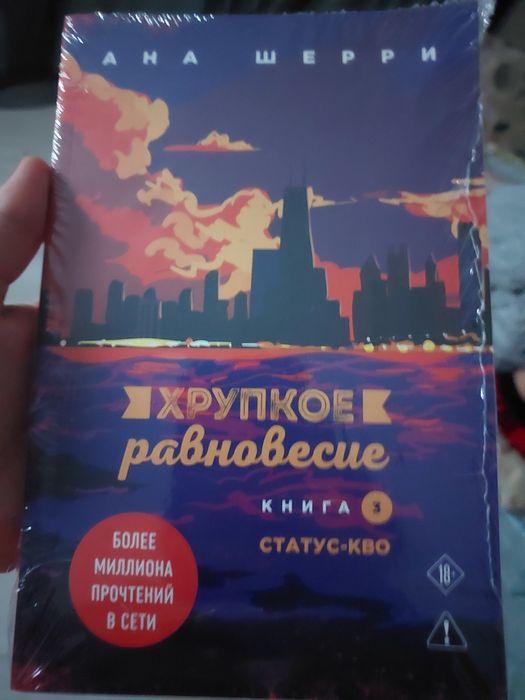 АНА ШЕРРИ
ХРУПКОЕ
равновесие
КНИГА 3
СТАТУС-КВО
БОЛЕЕ
МИЛЛИОНА
ПРОЧТЕНИЙ
В СЕТИ
18+
!